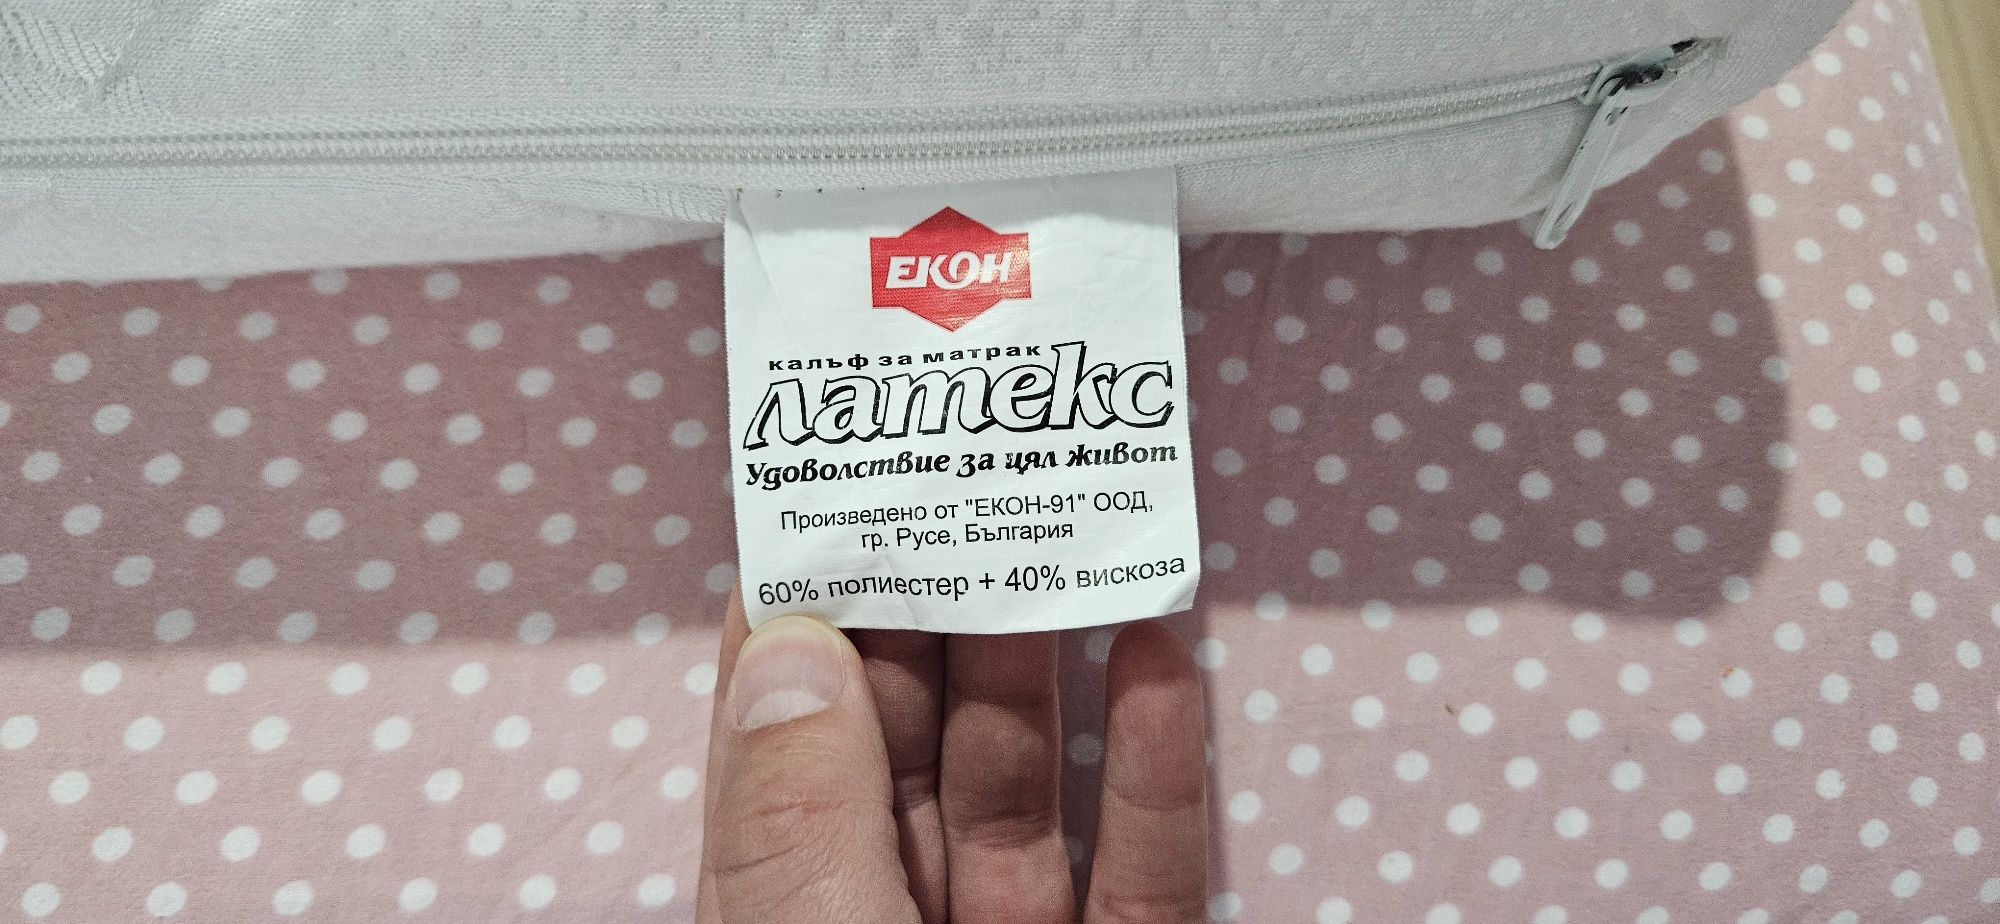 ЕКОН
калъф за матрак
Латекс
Удоволствие за цял живот
Произведено от "ЕКОН-91" ООД,
гр. Русе, България
60% полиестер + 40% вискоза